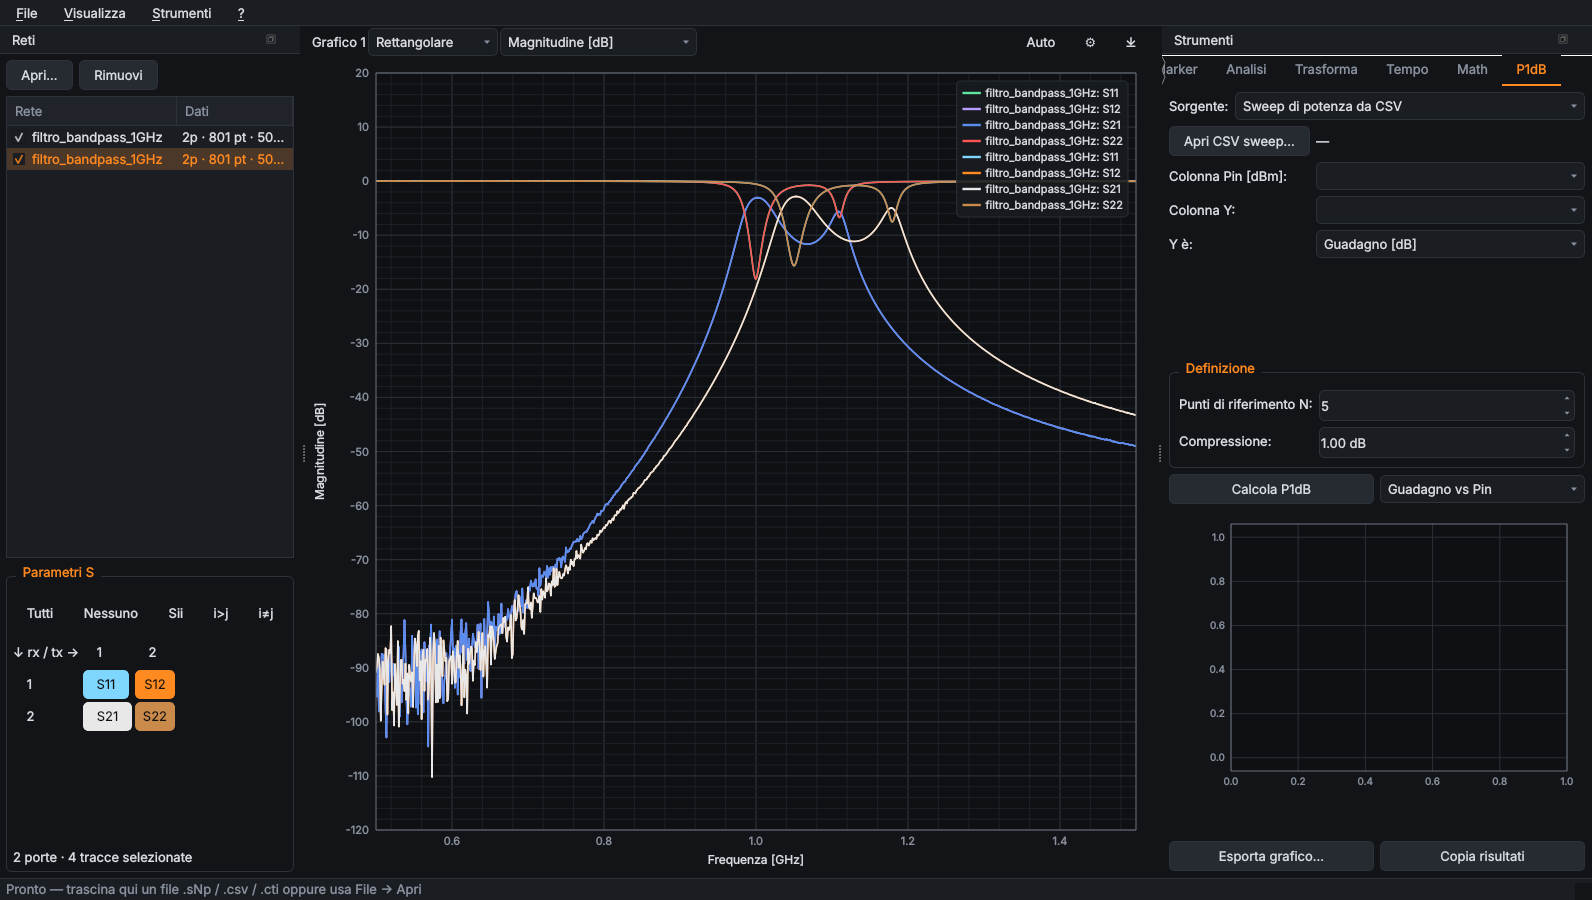 File Visualizza Strumenti ?
Reti
Apri... Rimuovi
Rete Dati
✓ filtro_bandpass_1GHz 2p · 801 pt · 50...
✓ filtro_bandpass_1GHz 2p · 801 pt · 50...
Parametri S
Tutti Nessuno Sii i>j i≠j
↓ rx / tx → 1 2
1 S11 S12
2 S21 S22
2 porte · 4 tracce selezionate
Grafico 1 Rettangolare Magnitudine [dB] Auto
filtro_bandpass_1GHz: S11
filtro_bandpass_1GHz: S12
filtro_bandpass_1GHz: S21
filtro_bandpass_1GHz: S22
filtro_bandpass_1GHz: S11
filtro_bandpass_1GHz: S12
filtro_bandpass_1GHz: S21
filtro_bandpass_1GHz: S22
Magnitudine [dB]
20
10
0
-10
-20
-30
-40
-50
-60
-70
-80
-90
-100
-110
-120
0.6 0.8 1.0 1.2 1.4
Frequenza [GHz]
Strumenti
arker Analisi Trasforma Tempo Math P1dB
Sorgente: Sweep di potenza da CSV
Apri CSV sweep... —
Colonna Pin [dBm]:
Colonna Y:
Y è: Guadagno [dB]
Definizione
Punti di riferimento N: 5
Compressione: 1.00 dB
Calcola P1dB Guadagno vs Pin
1.0
0.8
0.6
0.4
0.2
0.0
0.0 0.2 0.4 0.6 0.8 1.0
Esporta grafico... Copia risultati
Pronto — trascina qui un file .sNp / .csv / .cti oppure usa File → Apri